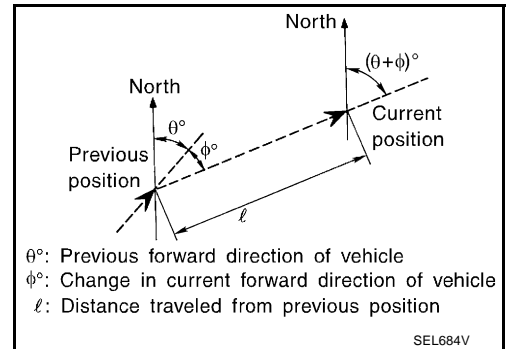 North
(θ+ϕ)°
North
θ°
ϕ°
Previous
position
Current
position
ℓ
θ°: Previous forward direction of vehicle
ϕ°: Change in current forward direction of vehicle
ℓ: Distance traveled from previous position
SEL684V